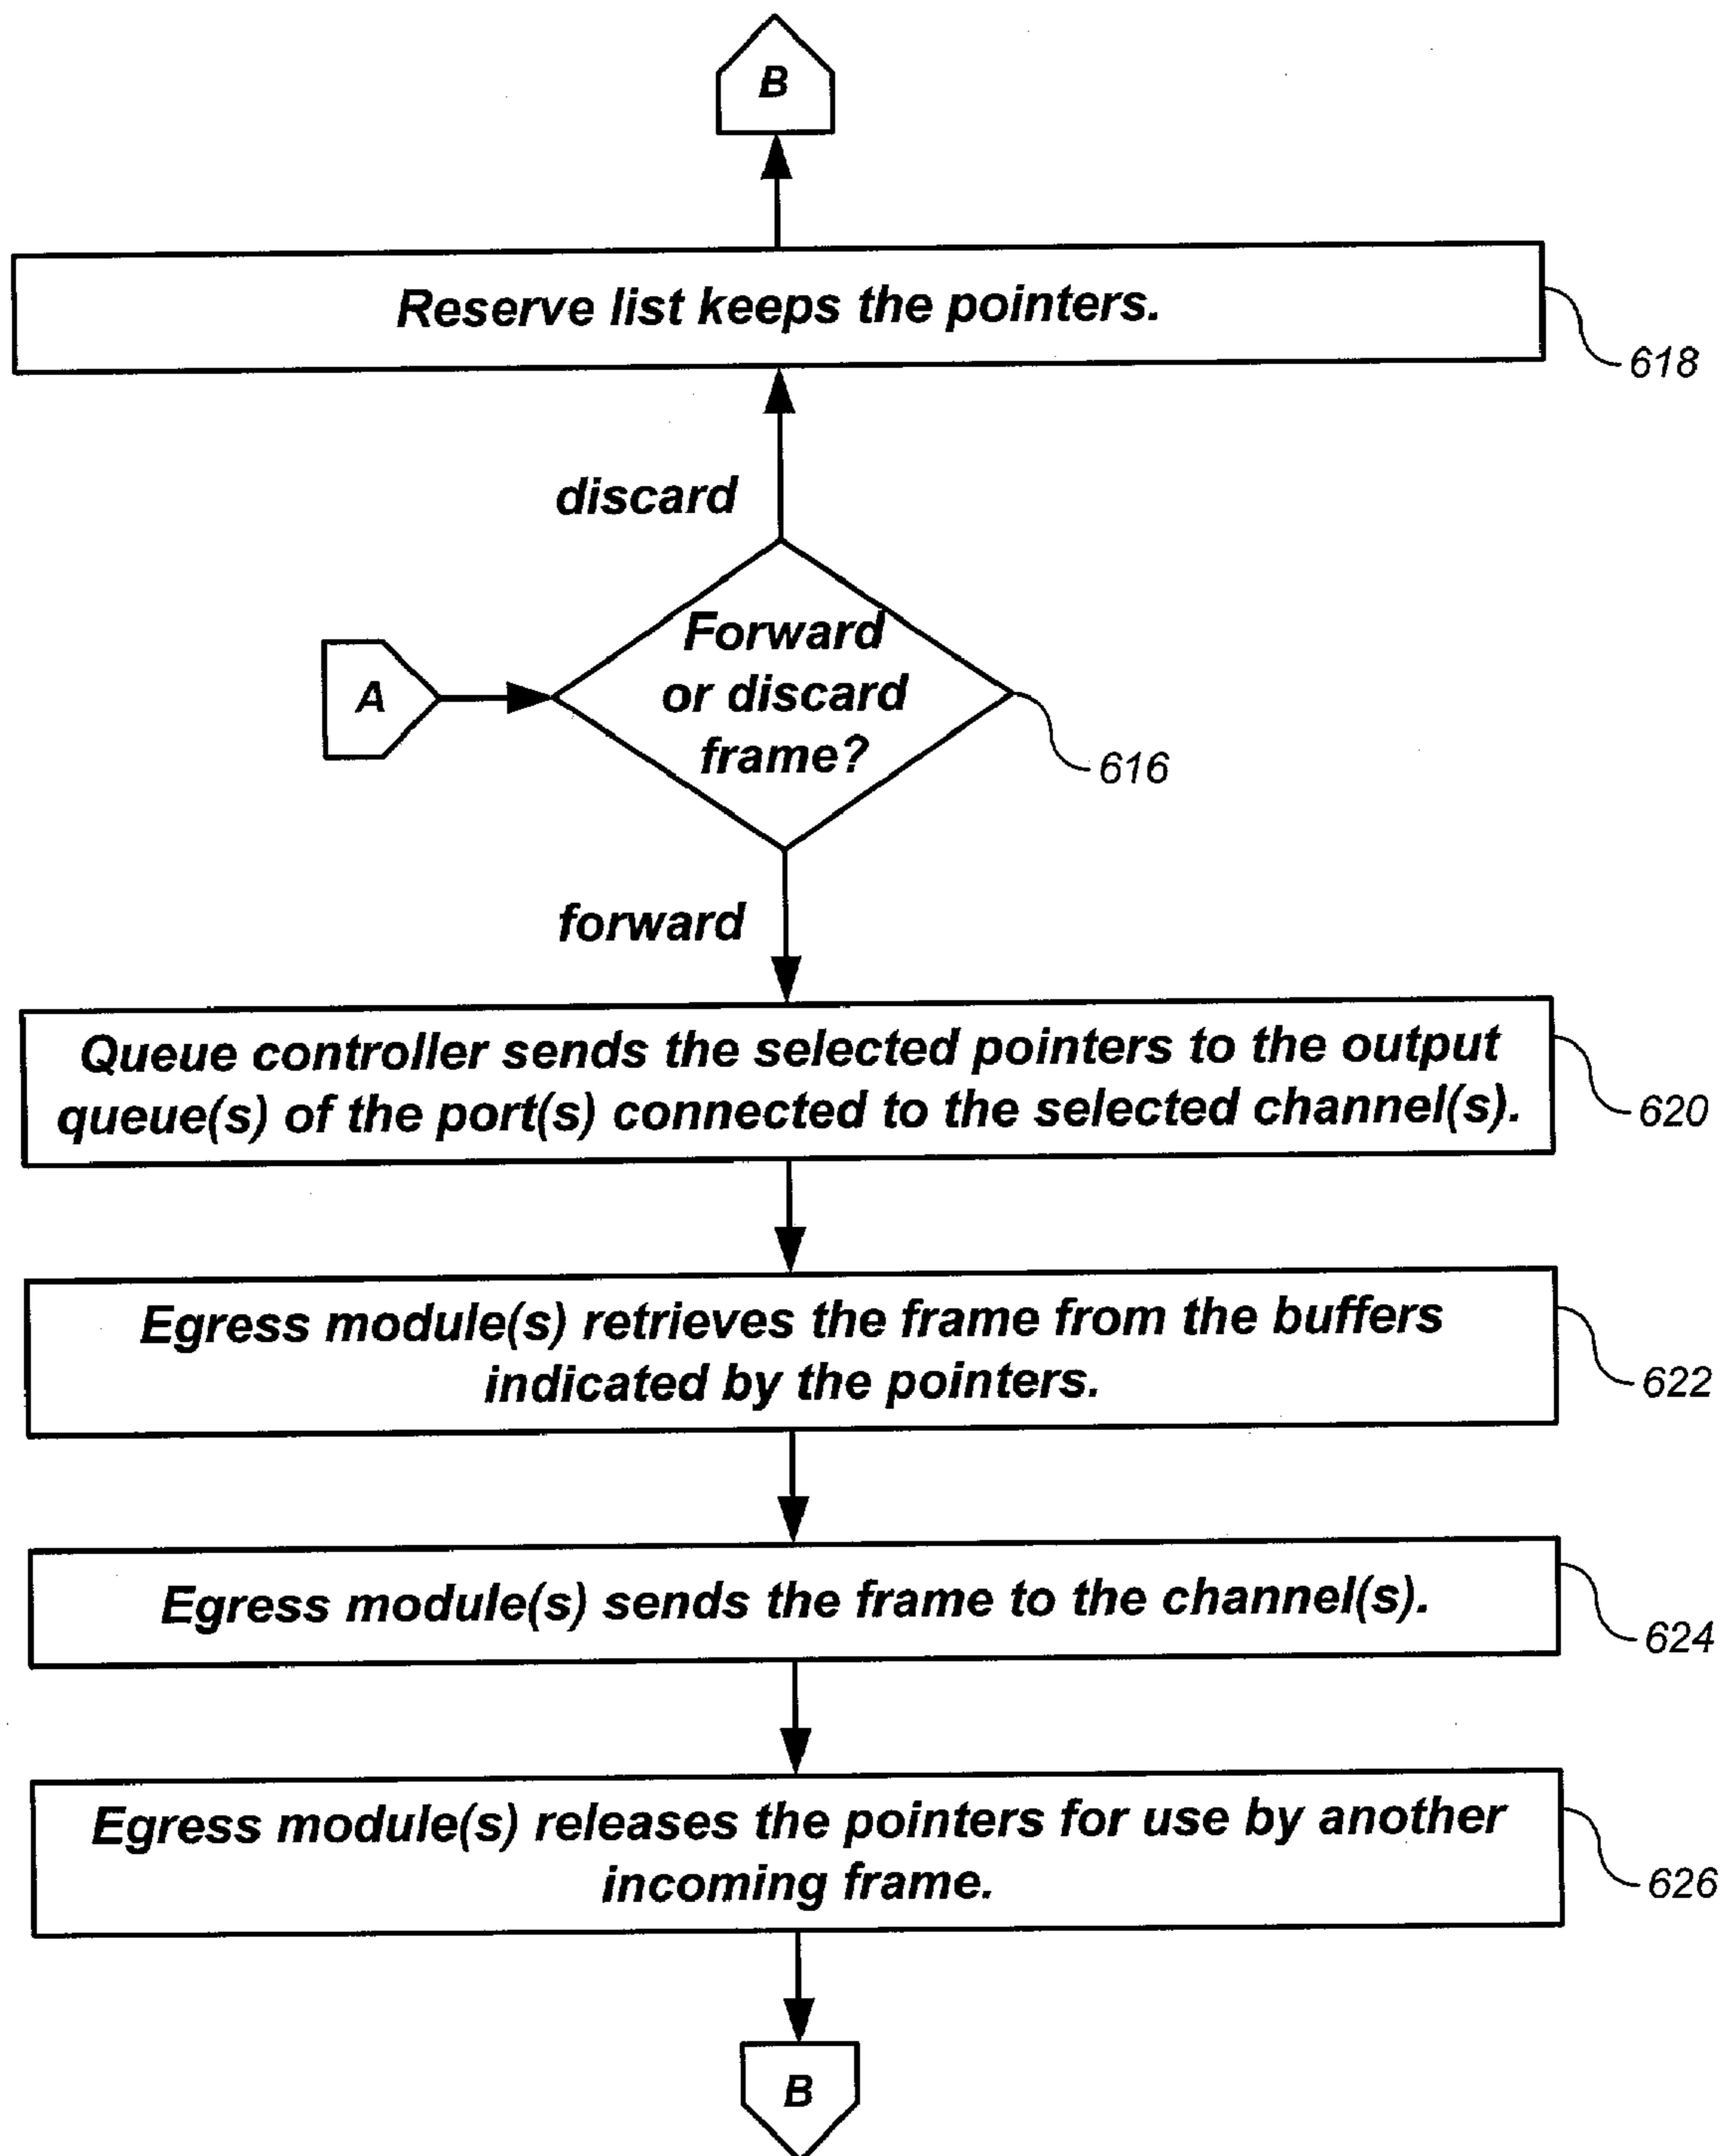 B
Reserve list keeps the pointers.
618
discard
Forward
or discard
frame?
A
616
forward
Queue controller sends the selected pointers to the output
queue(s) of the port(s) connected to the selected channel(s).
620
Egress module(s) retrieves the frame from the buffers
indicated by the pointers.
622
Egress module(s) sends the frame to the channel(s).
624
Egress module(s) releases the pointers for use by another
incoming frame.
626
B